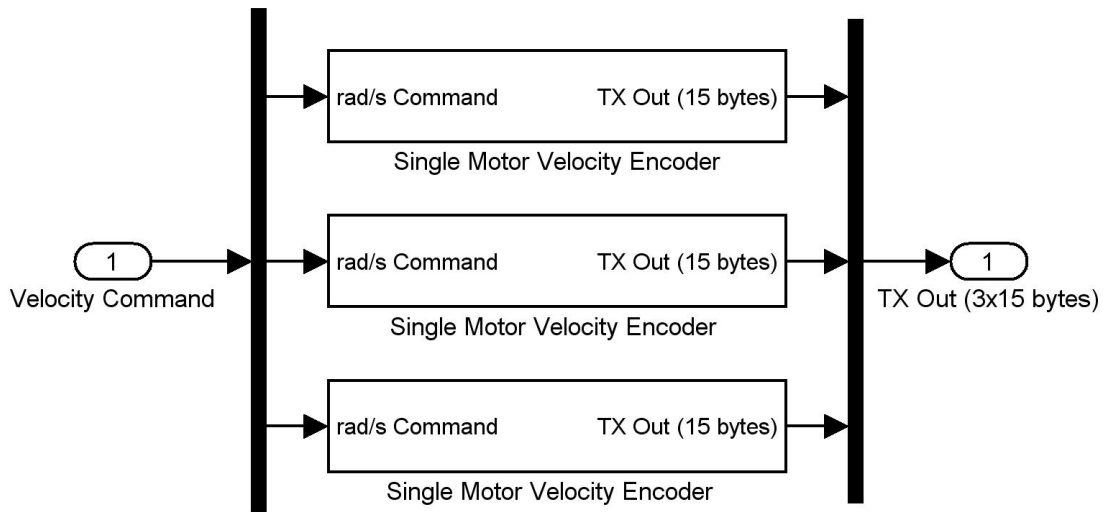 rad/s Command TX Out (15 bytes)
Single Motor Velocity Encoder
1
Velocity Command
rad/s Command TX Out (15 bytes)
Single Motor Velocity Encoder
1
TX Out (3x15 bytes)
rad/s Command TX Out (15 bytes)
Single Motor Velocity Encoder